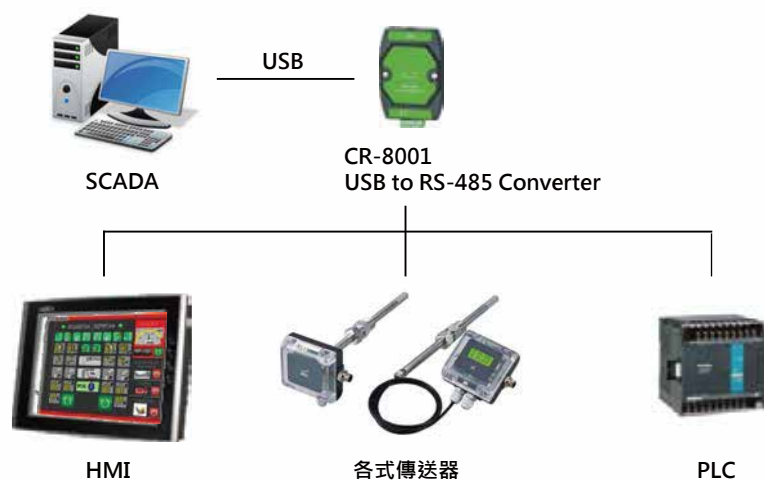 USB
SCADA
CR-8001
USB to RS-485 Converter
HMI
各式傳送器
PLC